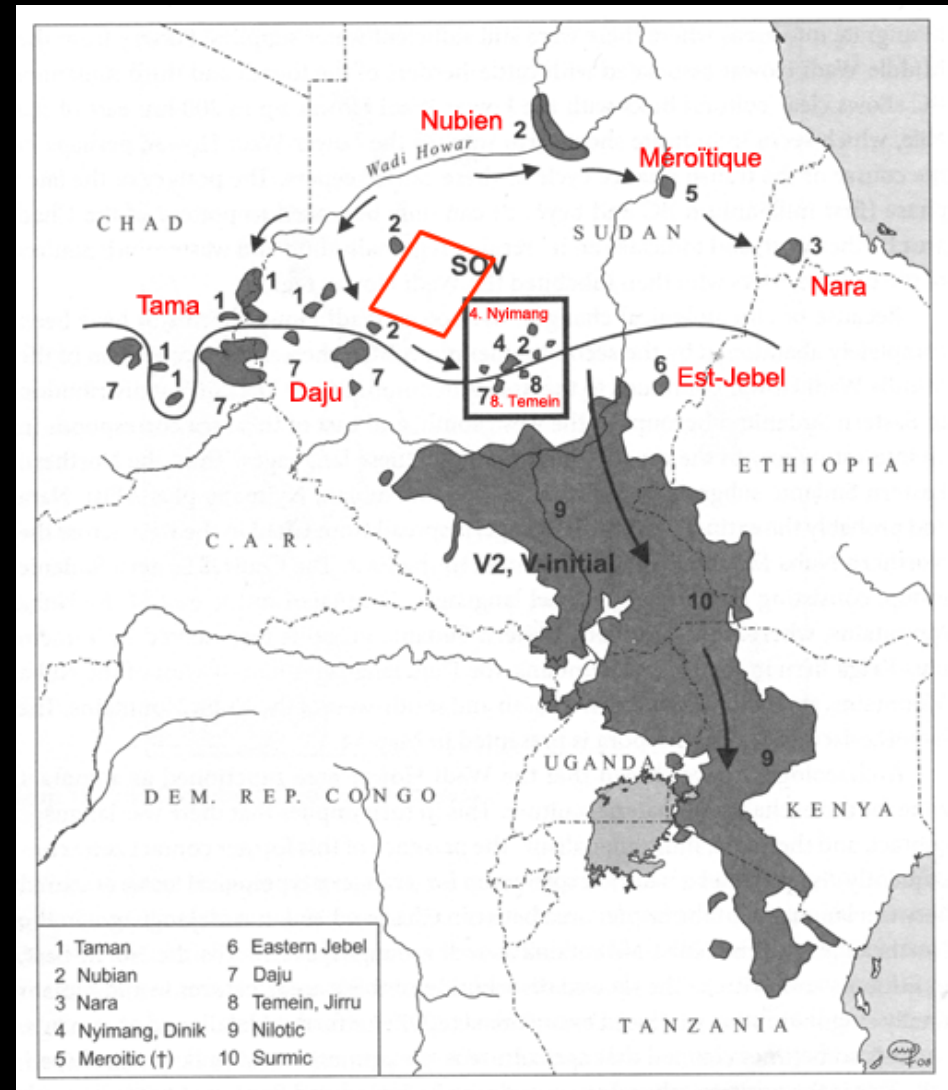 Nubien
2
Wadi Howar
Méroïtique
5
CHAD
2
SUDAN
SOV
3
Nara
1
1
1
1
Tama
1
2
4. Nyimang
4
2
7
1
7
7
8
6
Est-Jebel
Daju
7
7
8. Temein
ETHIOPIA
9
C.A.R.
V2, V-initial
10
UGANDA
9
DEM. REP. CONGO
KENYA
TANZANIA
1 Taman
2 Nubian
3 Nara
4 Nyimang, Dinik
5 Meroitic (†)
6 Eastern Jebel
7 Daju
8 Temein, Jirru
9 Nilotic
10 Surmic